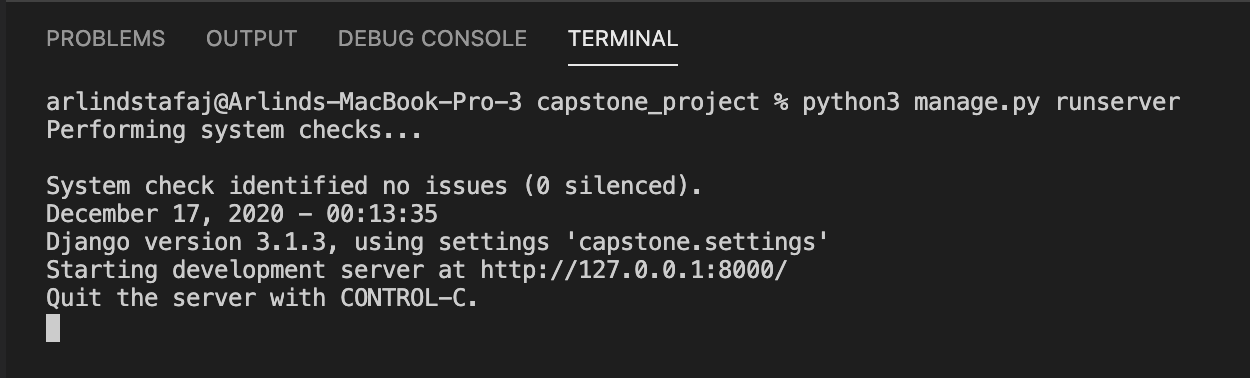 PROBLEMS OUTPUT DEBUG CONSOLE TERMINAL
arlindstafaj@Arlinds-MacBook-Pro-3 capstone_project % python3 manage.py runserver
Performing system checks...
System check identified no issues (0 silenced).
December 17, 2020 - 00:13:35
Django version 3.1.3, using settings 'capstone.settings'
Starting development server at http://127.0.0.1:8000/
Quit the server with CONTROL-C.